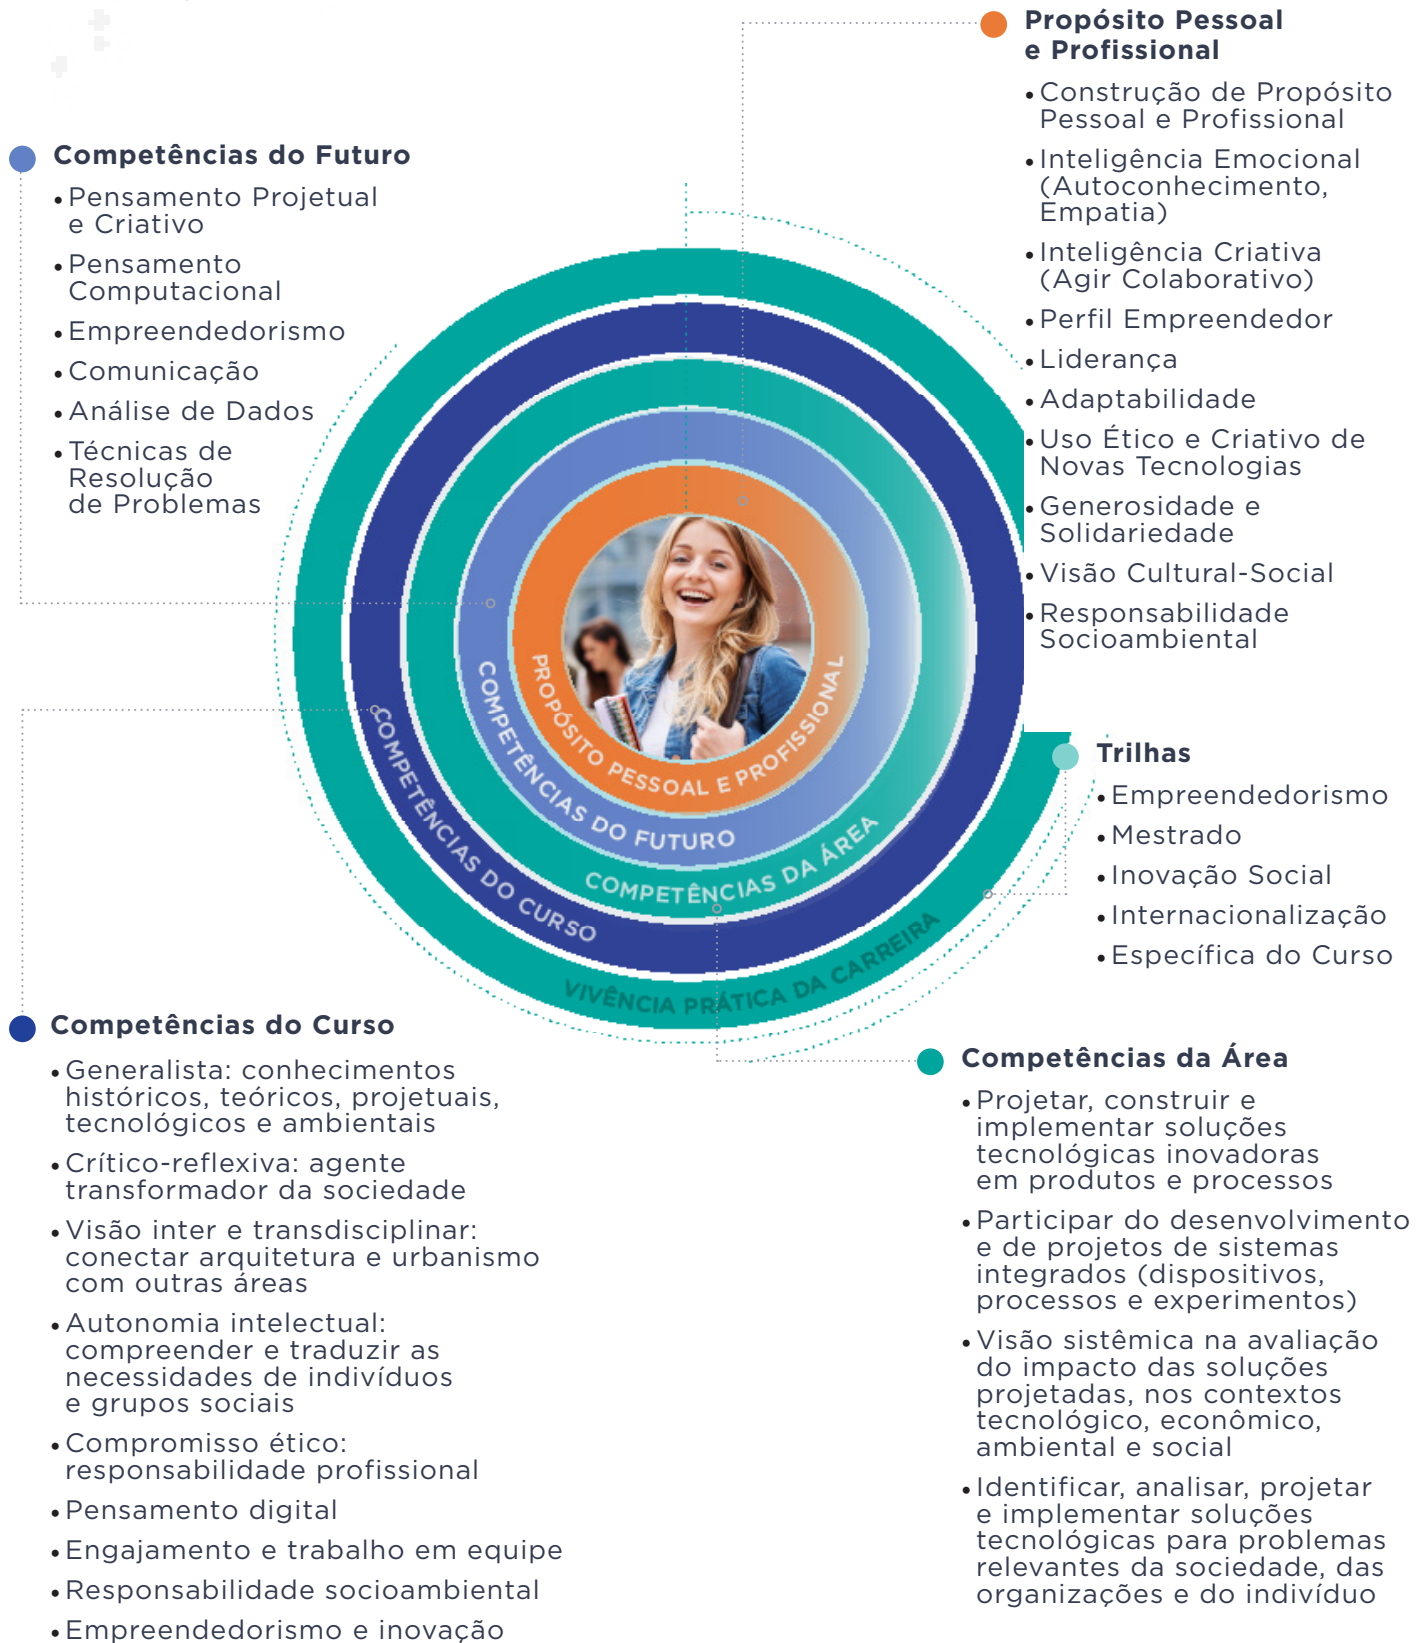 Propósito Pessoal
e Profissional
• Construção de Propósito
Pessoal e Profissional
• Inteligência Emocional
(Autoconhecimento,
Empatia)
• Inteligência Criativa
(Agir Colaborativo)
• Perfil Empreendedor
• Liderança
• Adaptabilidade
• Uso Ético e Criativo de
Novas Tecnologias
• Generosidade e
Solidariedade
• Visão Cultural-Social
• Responsabilidade
Socioambiental
Competências do Futuro
• Pensamento Projetual
e Criativo
• Pensamento
Computacional
• Empreendedorismo
• Comunicação
• Análise de Dados
• Técnicas de
Resolução
de Problemas
PROPÓSITO PESSOAL E PROFISSIONAL
COMPETÊNCIAS DO FUTURO
COMPETÊNCIAS DA ÁREA
COMPETÊNCIAS DO CURSO
VIVÊNCIA PRÁTICA DA CARREIRA
Trilhas
• Empreendedorismo
• Mestrado
• Inovação Social
• Internacionalização
• Específica do Curso
Competências do Curso
• Generalista: conhecimentos
históricos, teóricos, projetuais,
tecnológicos e ambientais
• Crítico-reflexiva: agente
transformador da sociedade
• Visão inter e transdisciplinar:
conectar arquitetura e urbanismo
com outras áreas
• Autonomia intelectual:
compreender e traduzir as
necessidades de indivíduos
e grupos sociais
• Compromisso ético:
responsabilidade profissional
• Pensamento digital
• Engajamento e trabalho em equipe
• Responsabilidade socioambiental
• Empreendedorismo e inovação
Competências da Área
• Projetar, construir e
implementar soluções
tecnológicas inovadoras
em produtos e processos
• Participar do desenvolvimento
e de projetos de sistemas
integrados (dispositivos,
processos e experimentos)
• Visão sistêmica na avaliação
do impacto das soluções
projetadas, nos contextos
tecnológico, econômico,
ambiental e social
• Identificar, analisar, projetar
e implementar soluções
tecnológicas para problemas
relevantes da sociedade, das
organizações e do indivíduo